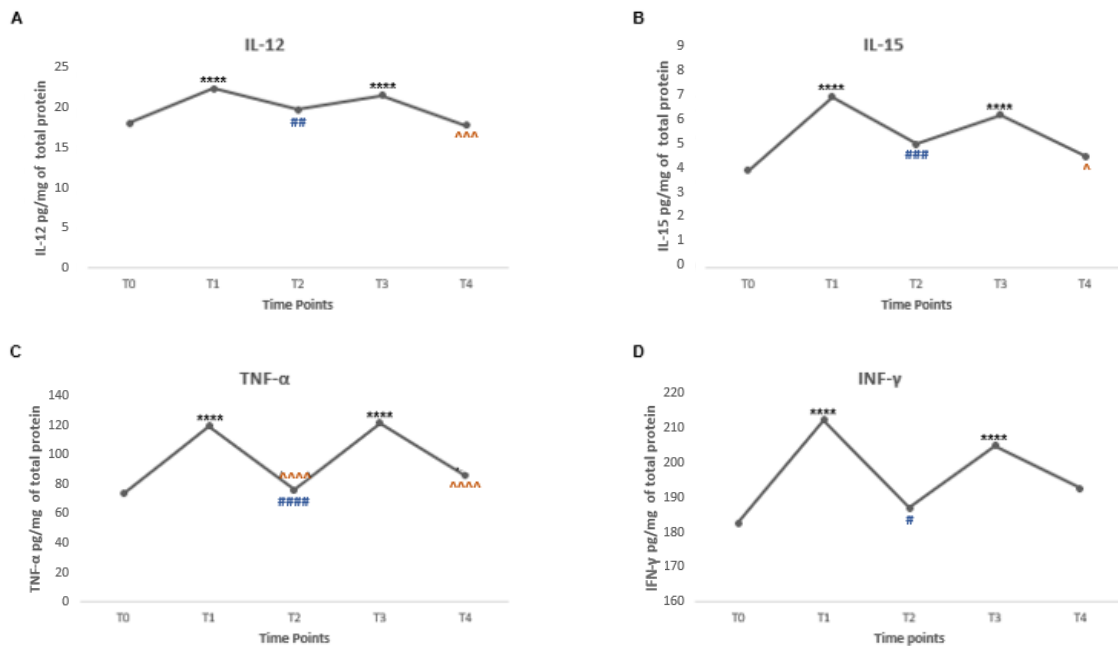 A
IL-12
IL-12 pg/mg of total protein
25
20
15
10
5
0
****
##
****
^^^
T0 T1 T2 T3 T4
Time Points
B
IL-15
IL-15 pg/mg of total protein
9
8
7
6
5
4
3
2
1
0
****
###
****
^
T0 T1 T2 T3 T4
Time Points
C
TNF-α
TNF-α pg/mg of total protein
140
120
100
80
60
40
20
0
****
^^^^
####
****
^^^^
T0 T1 T2 T3 T4
Time Points
D
INF-γ
IFN-γ pg/mg of total protein
220
210
200
190
180
170
160
****
#
****
T0 T1 T2 T3 T4
Time points